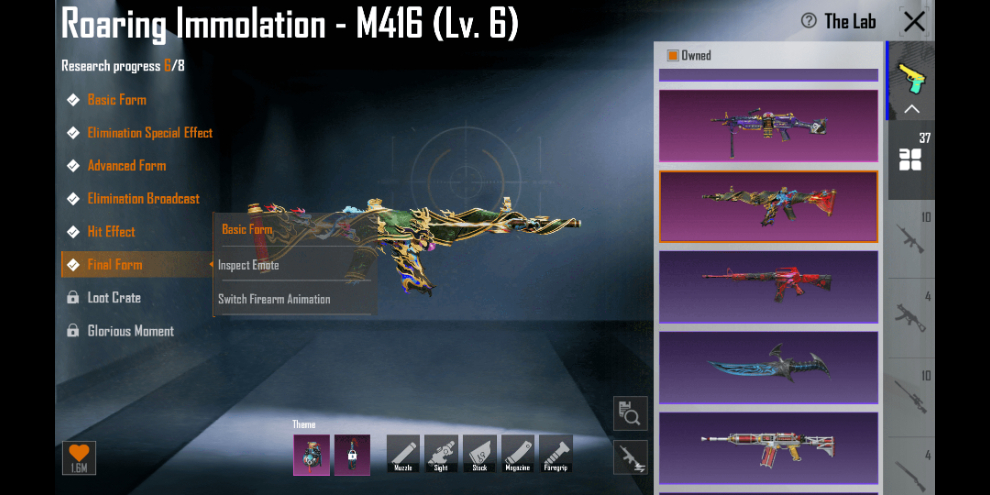 Roaring Immolation - M416 (Lv. 6)
? The Lab
Research progress 6/8
Owned
Basic Form
Elimination Special Effect
Advanced Form
Elimination Broadcast
Hit Effect
Final Form
Loot Crate
Glorious Moment
Basic Form
Inspect Emote
Switch Firearm Animation
37
10
4
10
4
Theme
1.6M
Muzzle
Sight
Stock
Magazine
Foregrip